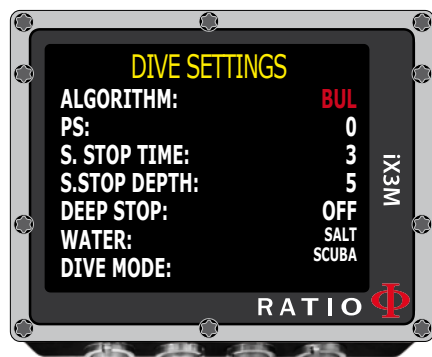 DIVE SETTINGS
ALGORITHM: BUL
PS: 0
S. STOP TIME: 3
S.STOP DEPTH: 5
DEEP STOP: OFF
WATER: SALT
DIVE MODE: SCUBA
iX3M
RATIO